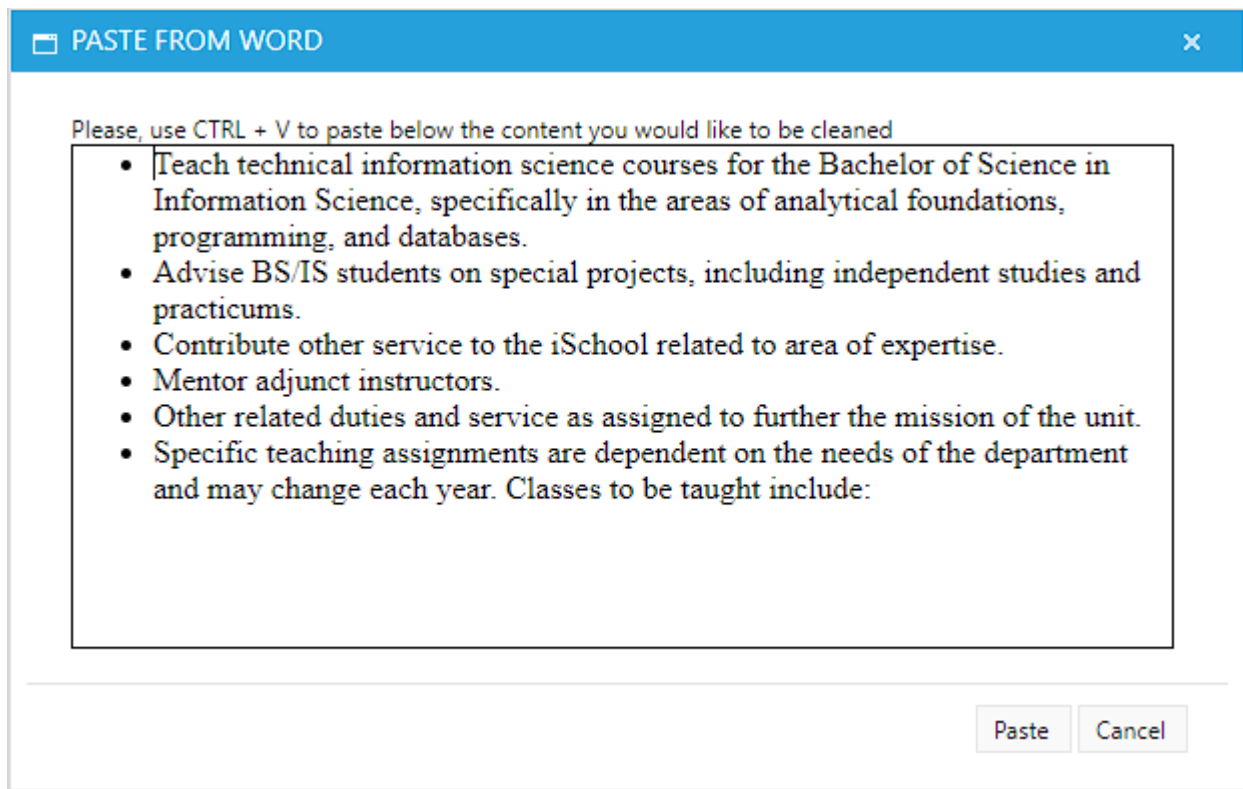 PASTE FROM WORD
Please, use CTRL + V to paste below the content you would like to be cleaned
• Teach technical information science courses for the Bachelor of Science in
Information Science, specifically in the areas of analytical foundations,
programming, and databases.
• Advise BS/IS students on special projects, including independent studies and
practicums.
• Contribute other service to the iSchool related to area of expertise.
• Mentor adjunct instructors.
• Other related duties and service as assigned to further the mission of the unit.
• Specific teaching assignments are dependent on the needs of the department
and may change each year. Classes to be taught include:
Paste Cancel